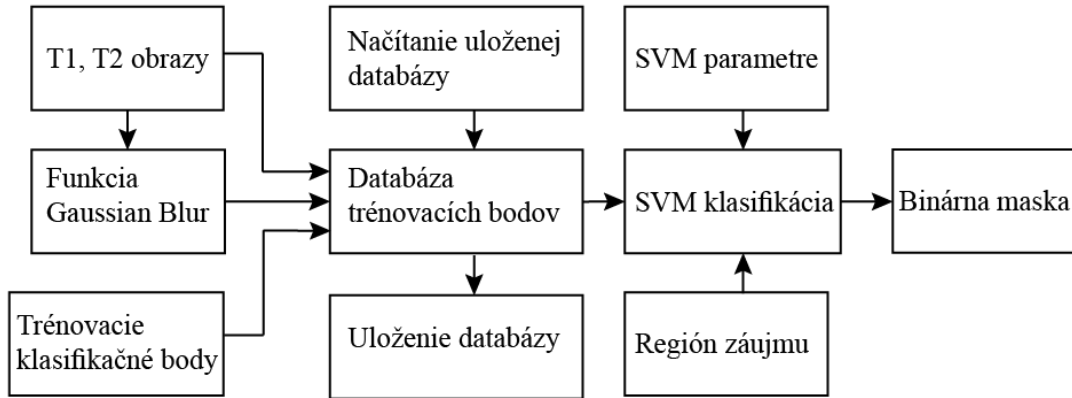 T1, T2 obrazy
Načítanie uloženej
databázy
SVM parametre
Funkcia
Gaussian Blur
Databáza
trénovacích bodov
SVM klasifikácia
Binárna maska
Trénovacie
klasifikačné body
Uloženie databázy
Región záujmu